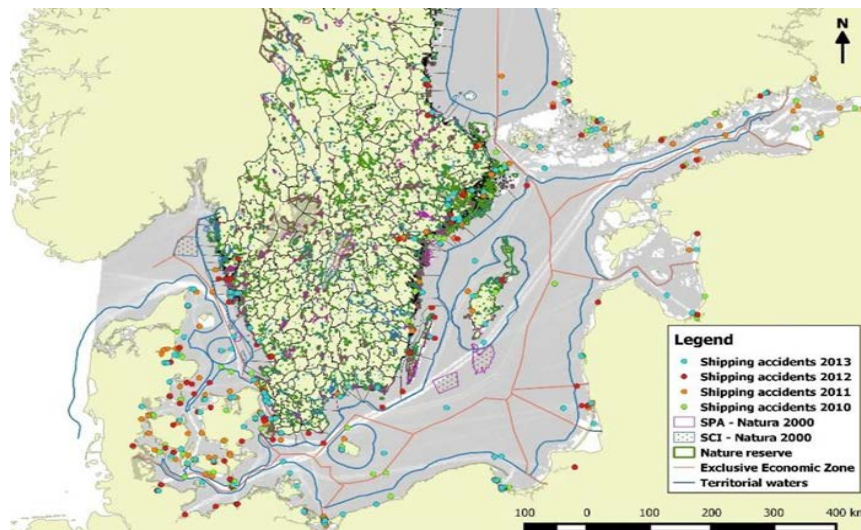 N
Legend
Shipping accidents 2013
Shipping accidents 2012
Shipping accidents 2011
Shipping accidents 2010
SPA - Natura 2000
SCI - Natura 2000
Nature reserve
Exclusive Economic Zone
Territorial waters
100 0 100 200 300 400 km